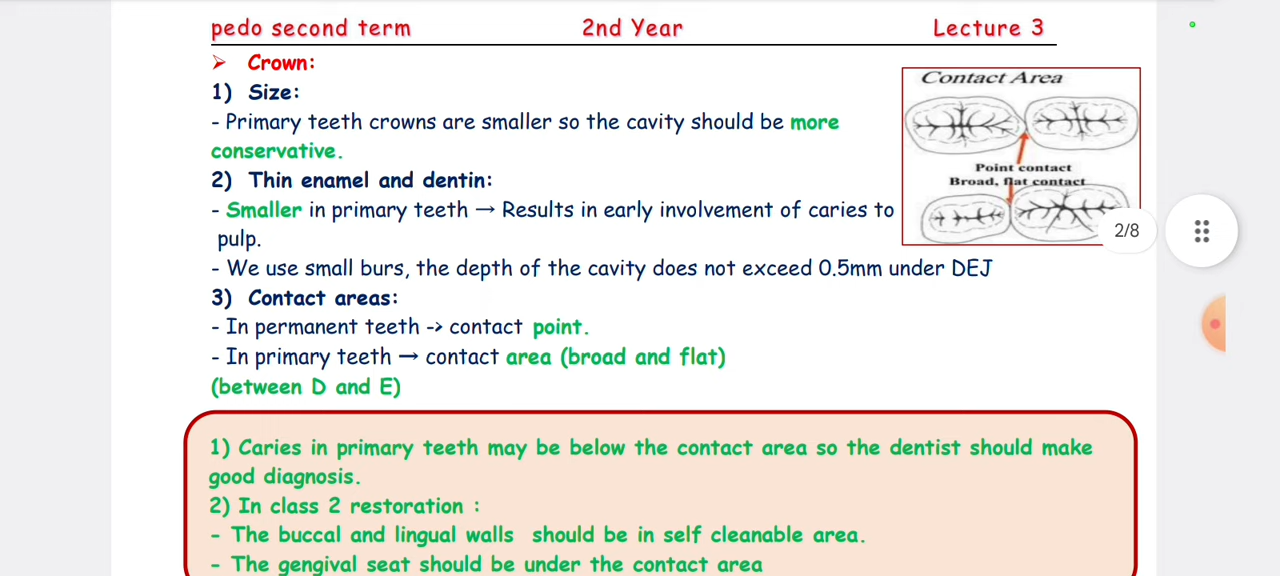 pedo second term 2nd Year Lecture 3
➤ Crown:
1) Size:
- Primary teeth crowns are smaller so the cavity should be more
conservative.
2) Thin enamel and dentin:
- Smaller in primary teeth → Results in early involvement of caries to
pulp.
- We use small burs, the depth of the cavity does not exceed 0.5mm under DEJ
3) Contact areas:
- In permanent teeth -> contact point.
- In primary teeth → contact area (broad and flat)
(between D and E)
Contact Area
Point contact
Broad, flat contact
2/8
1) Caries in primary teeth may be below the contact area so the dentist should make
good diagnosis.
2) In class 2 restoration :
- The buccal and lingual walls should be in self cleanable area.
- The gengival seat should be under the contact area